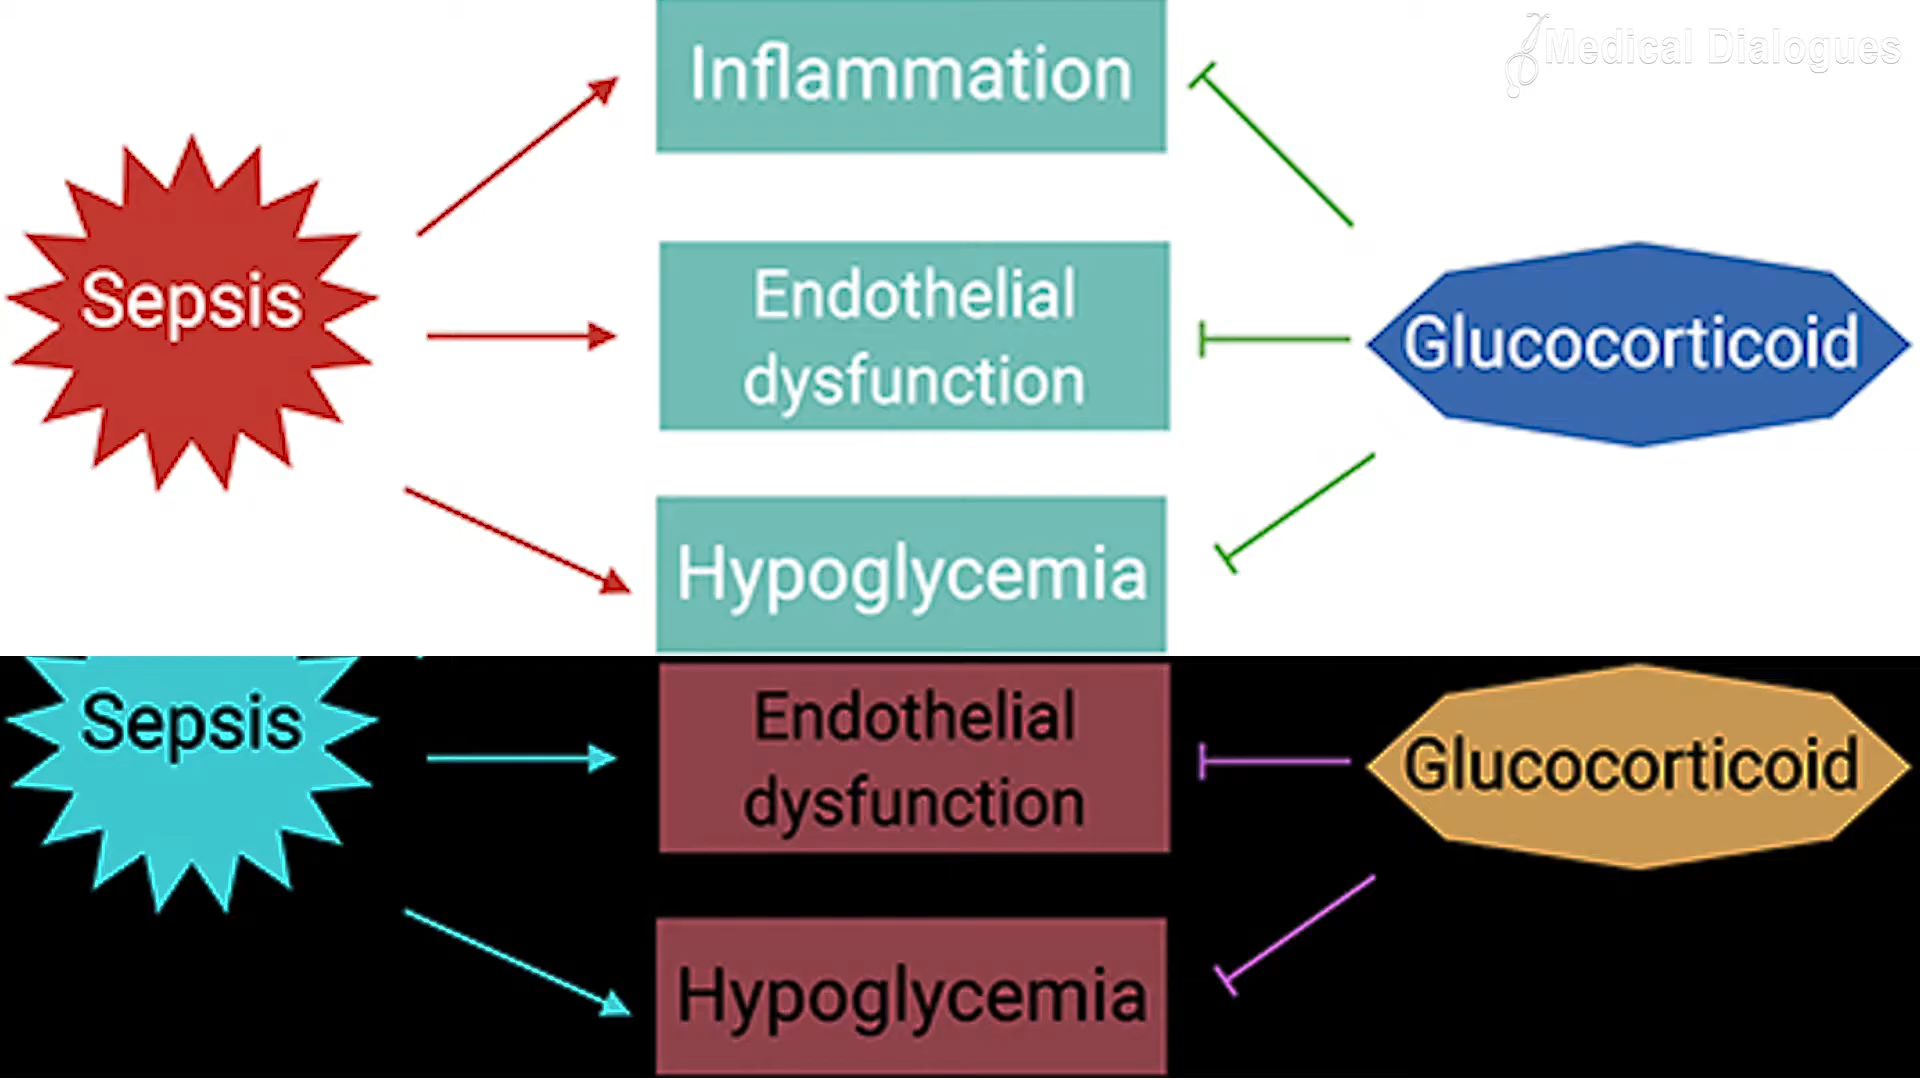 Medical Dialogues
Inflammation
Sepsis
Endothelial
dysfunction
Glucocorticoid
Hypoglycemia
Sepsis
Endothelial
dysfunction
Glucocorticoid
Hypoglycemia